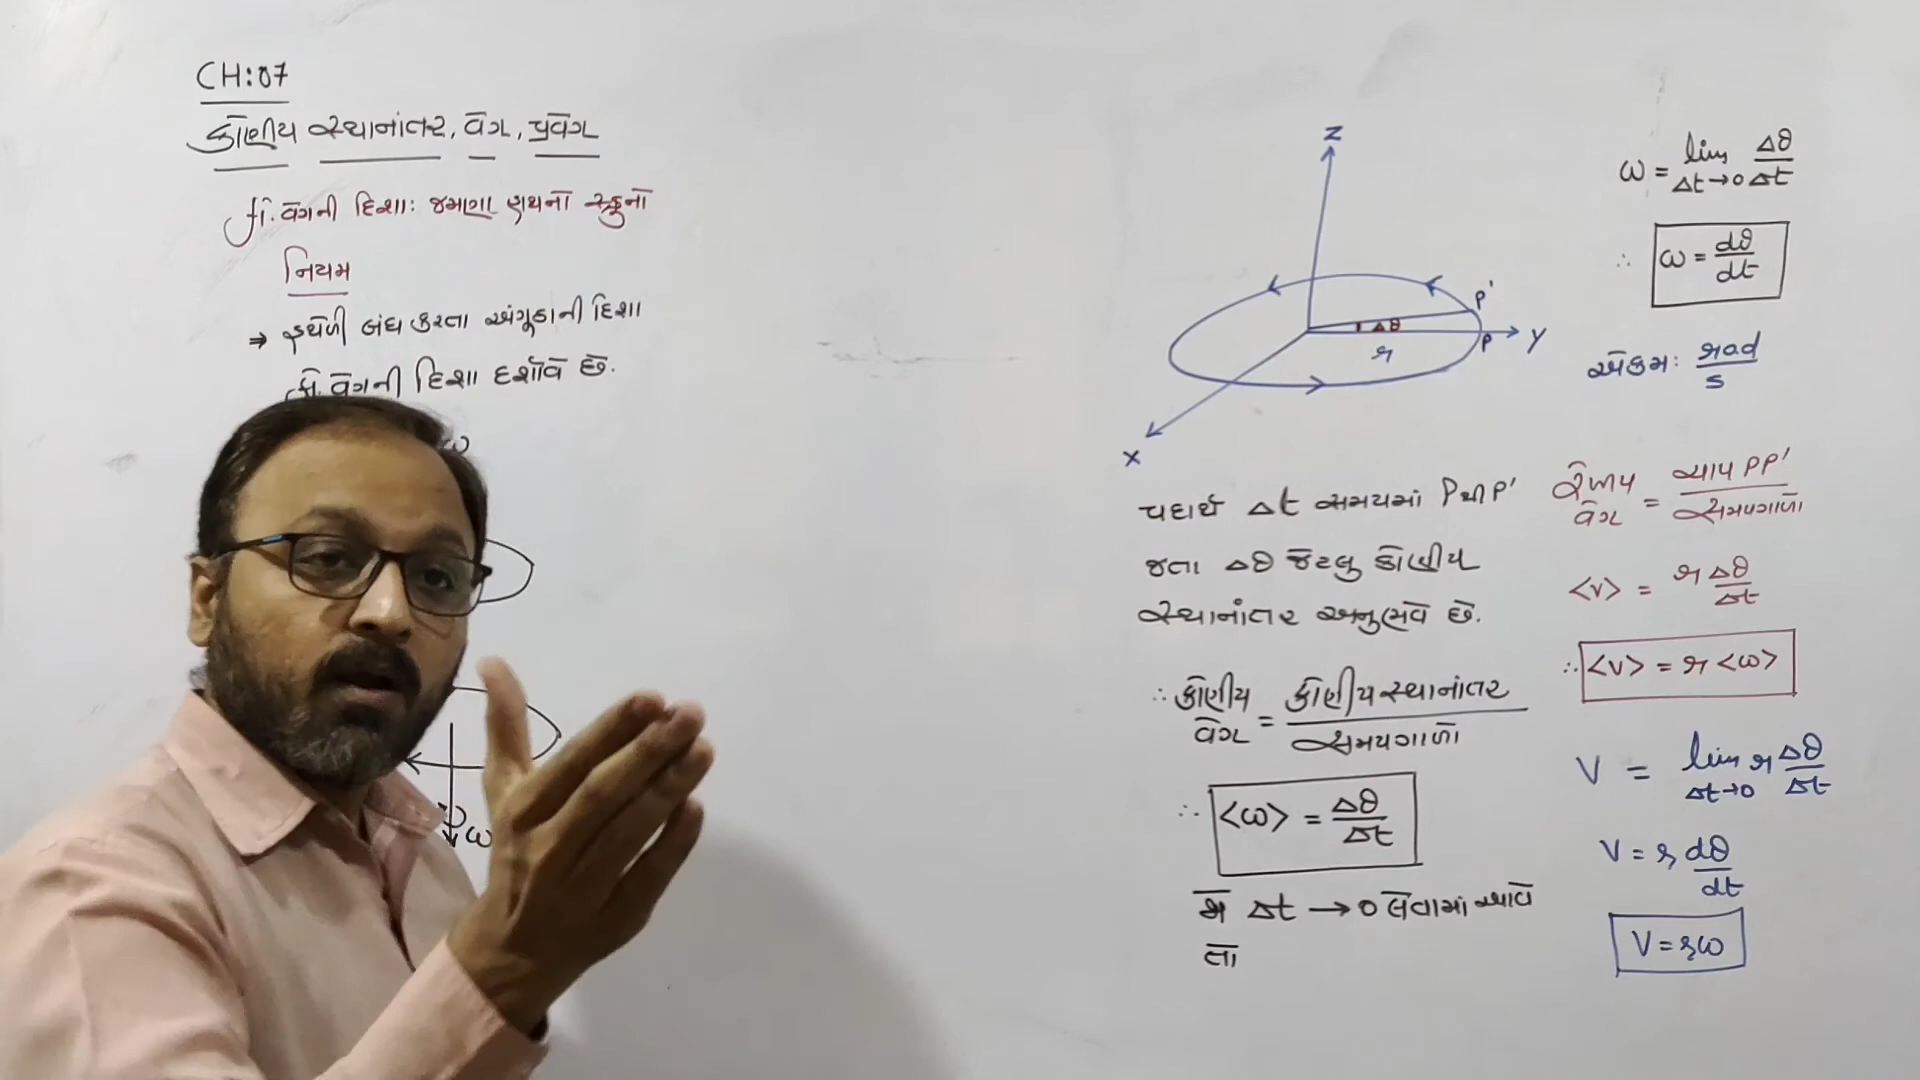 CH:07
કોણીય સ્થાનાંતર, વેગ, પ્રવેગ
કો. વેગની દિશા: જમણા હાથનો સ્ક્રુનો
નિયમ
⇒ હથેળી બંધ કરતા અંગૂઠાની દિશા
કો. વેગની દિશા દર્શાવે છે.
ω
ω
Z
P'
Δθ
P
Y
r
X
પદાર્થ Δt સમયમાં P થી P'
જતા Δθ જેટલુ કોણીય
સ્થાનાંતર અનુભવે છે.
∴ કોણીય વેગ = કોણીય સ્થાનાંતર / સમયગાળો
∴ <ω> = Δθ/Δt
જો Δt → 0 લેવામાં આવે
તો
ω = lim Δt→0 Δθ/Δt
∴ ω = dθ/dt
એકમ: rad/s
રેખીય વેગ = ચાપ PP' / સમયગાળો
<v> = r Δθ/Δt
∴ <v> = r <ω>
V = lim Δt→0 r Δθ/Δt
V = r dθ/dt
V = rω